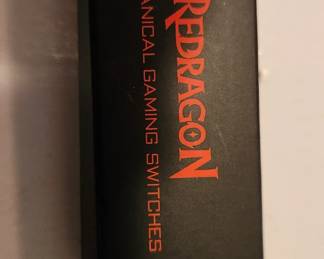 REDRAGON
ANICAL GAMING SWITCHES